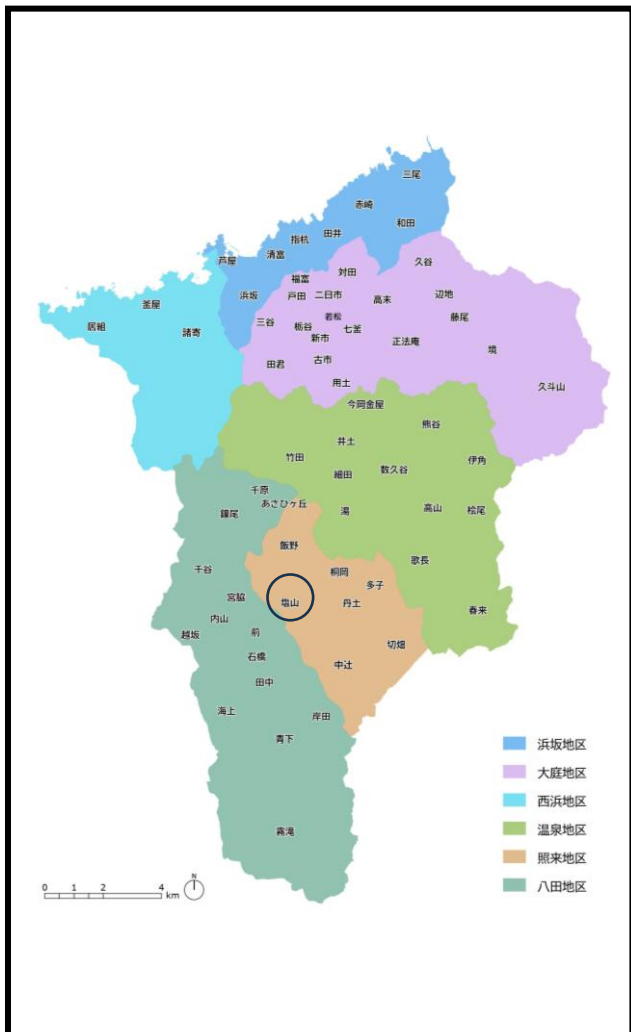 三尾
赤崎
和田
田井
指杭
清富
芦屋
久谷
対田
福富
浜坂
戸田
二日市
高末
辺地
釜屋
若松
藤尾
居組
諸寄
三谷
栃谷
七釜
新市
正法庵
境
古市
田君
用土
久斗山
今岡金屋
熊谷
井土
竹田
伊角
細田
数久谷
千原
あさひヶ丘
湯
高山
桧尾
鐘尾
飯野
歌長
千谷
桐岡
多子
宮脇
塩山
丹土
春来
内山
越坂
前
切畑
石橋
中辻
田中
海上
岸田
青下
霧滝
浜坂地区
大庭地区
西浜地区
温泉地区
照来地区
八田地区
0 1 2 4
km
N